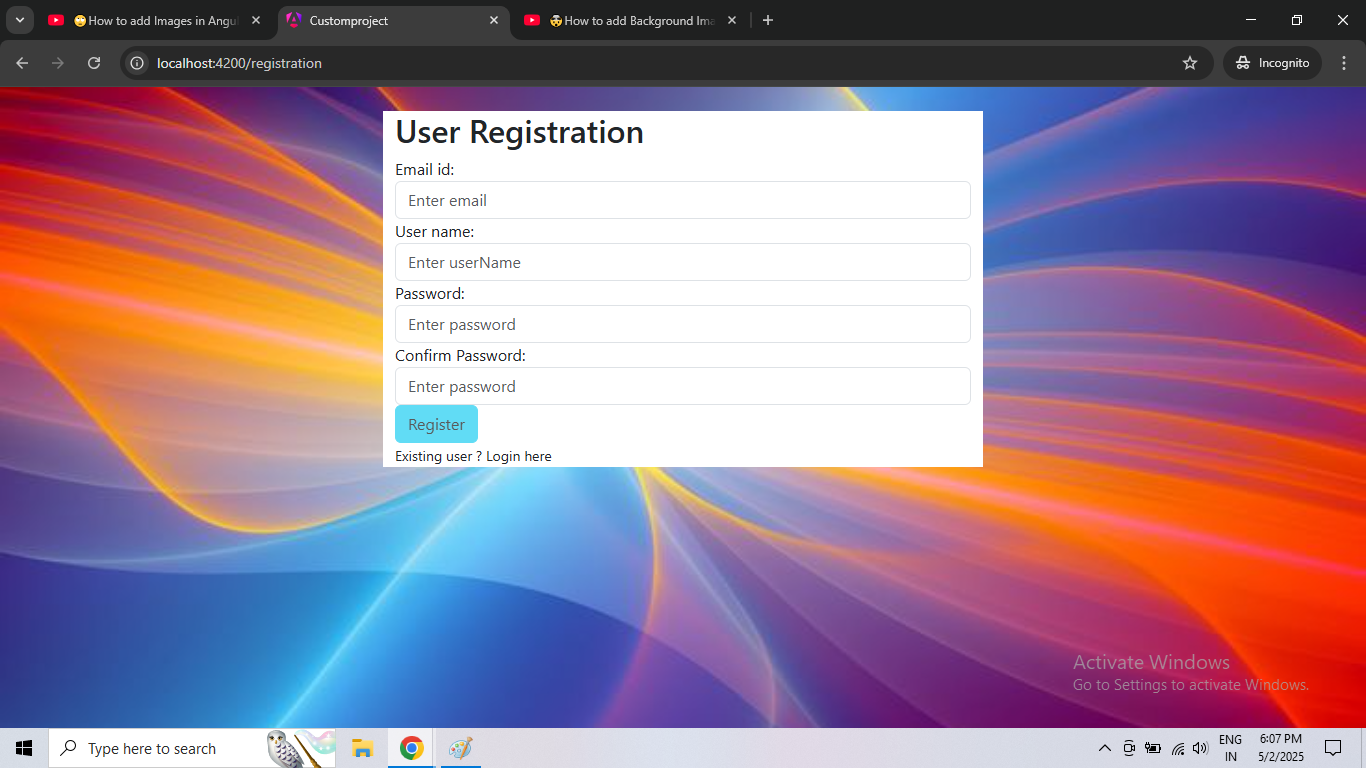 How to add Images in Angu
Customproject
How to add Background Ima
localhost:4200/registration
Incognito
User Registration
Email id:
Enter email
User name:
Enter userName
Password:
Enter password
Confirm Password:
Enter password
Register
Existing user ? Login here
Activate Windows
Go to Settings to activate Windows.
Type here to search
ENG
IN
6:07 PM
5/2/2025